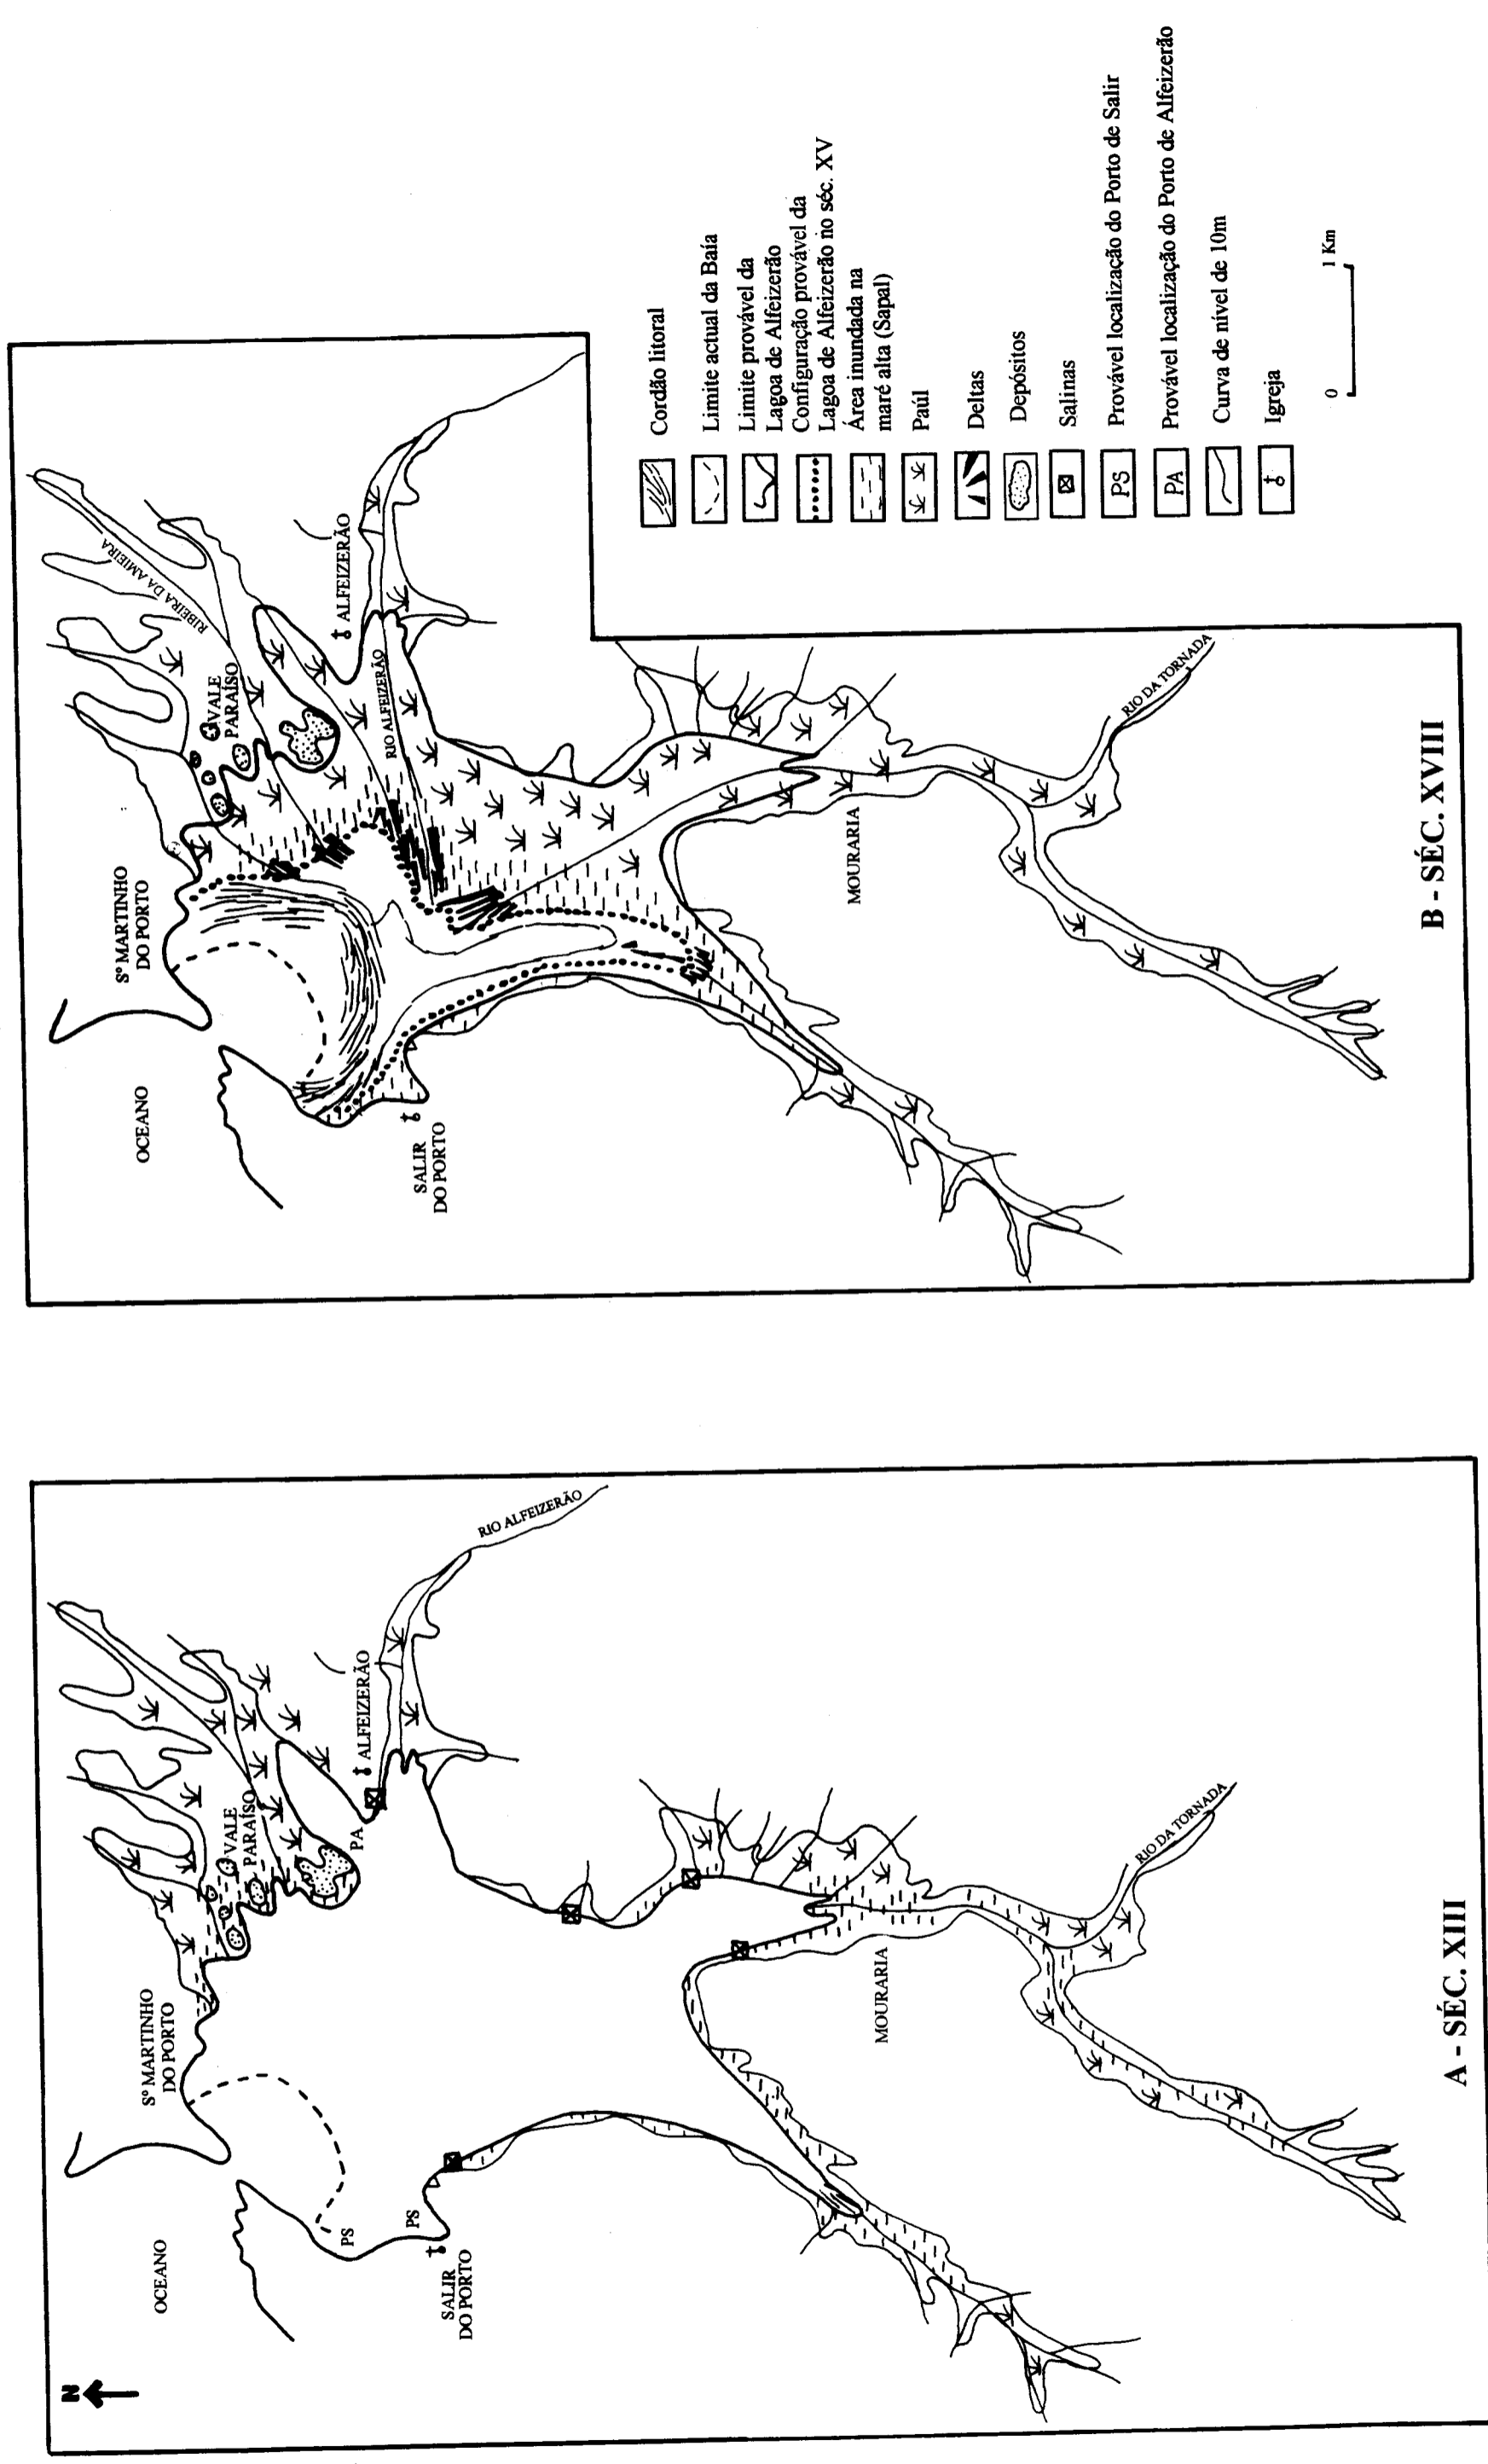 N
OCEANO
Sº MARTINHO
DO PORTO
VALE
PARAÍSO
PA
ALFEIZERÃO
RIO ALFEIZERÃO
PS
PS
SALIR
DO PORTO
MOURARIA
RIO DA TORNADA
A - SÉC. XIII
OCEANO
Sº MARTINHO
DO PORTO
RIBEIRA DA AMIEIRA
VALE
PARAÍSO
ALFEIZERÃO
RIO ALFEIZERÃO
SALIR
DO PORTO
MOURARIA
RIO DA TORNADA
B - SÉC. XVIII
Cordão litoral
Limite actual da Baía
Limite provável da
Lagoa de Alfeizerão
Configuração provável da
Lagoa de Alfeizerão no séc. XV
Área inundada na
maré alta (Sapal)
Paúl
Deltas
Depósitos
Salinas
PS
Provável localização do Porto de Salir
PA
Provável localização do Porto de Alfeizerão
Curva de nível de 10m
Igreja
0
1 Km